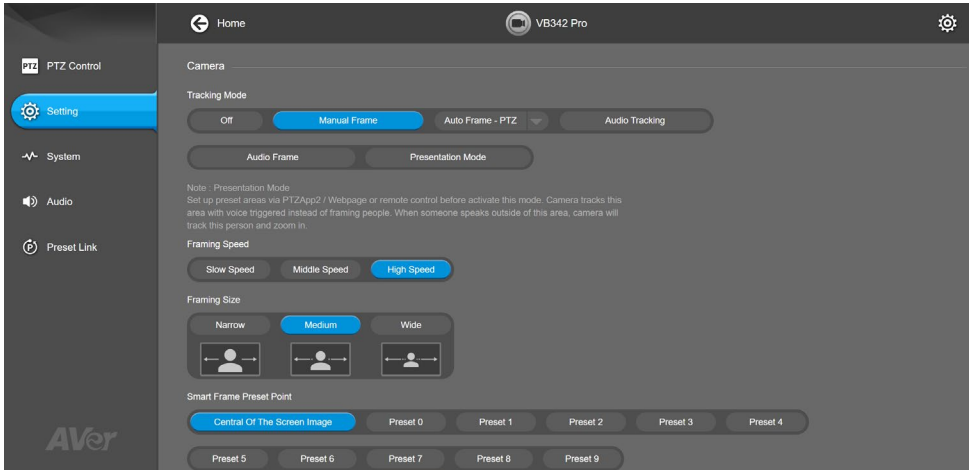 Home
VB342 Pro
PTZ PTZ Control
Setting
System
Audio
P Preset Link
AVer
Camera
Tracking Mode
Off Manual Frame Auto Frame - PTZ Audio Tracking
Audio Frame Presentation Mode
Note : Presentation Mode
Set up preset areas via PTZApp2 / Webpage or remote control before activate this mode. Camera tracks this
area with voice triggered instead of framing people. When someone speaks outside of this area, camera will
track this person and zoom in.
Framing Speed
Slow Speed Middle Speed High Speed
Framing Size
Narrow Medium Wide
Smart Frame Preset Point
Central Of The Screen Image Preset 0 Preset 1 Preset 2 Preset 3 Preset 4
Preset 5 Preset 6 Preset 7 Preset 8 Preset 9